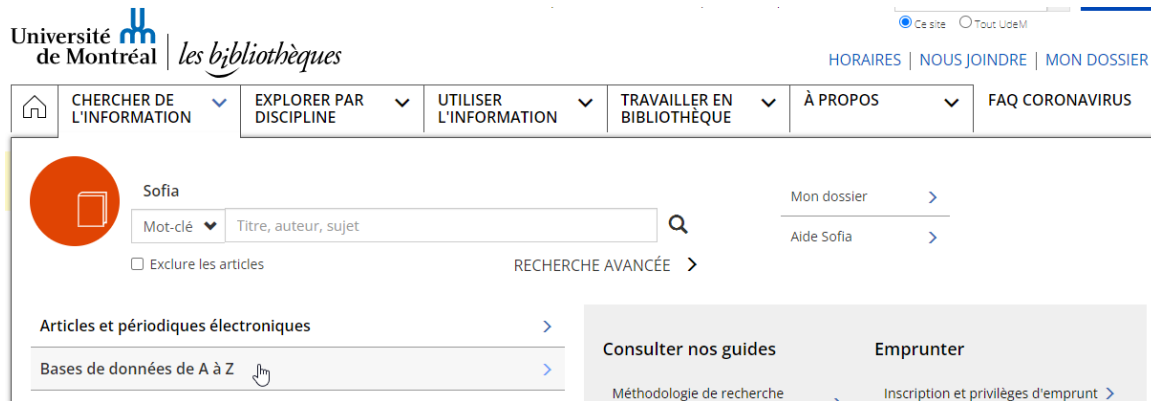 Ce site Tout UdeM
Université
de Montréal
les bibliothèques
HORAIRES | NOUS JOINDRE | MON DOSSIER
CHERCHER DE
L'INFORMATION
EXPLORER PAR
DISCIPLINE
UTILISER
L'INFORMATION
TRAVAILLER EN
BIBLIOTHÈQUE
À PROPOS
FAQ CORONAVIRUS
Sofia
Mot-clé
Titre, auteur, sujet
Exclure les articles
RECHERCHE AVANCÉE
Mon dossier
Aide Sofia
Articles et périodiques électroniques
Bases de données de A à Z
Consulter nos guides
Méthodologie de recherche
Emprunter
Inscription et privilèges d'emprunt